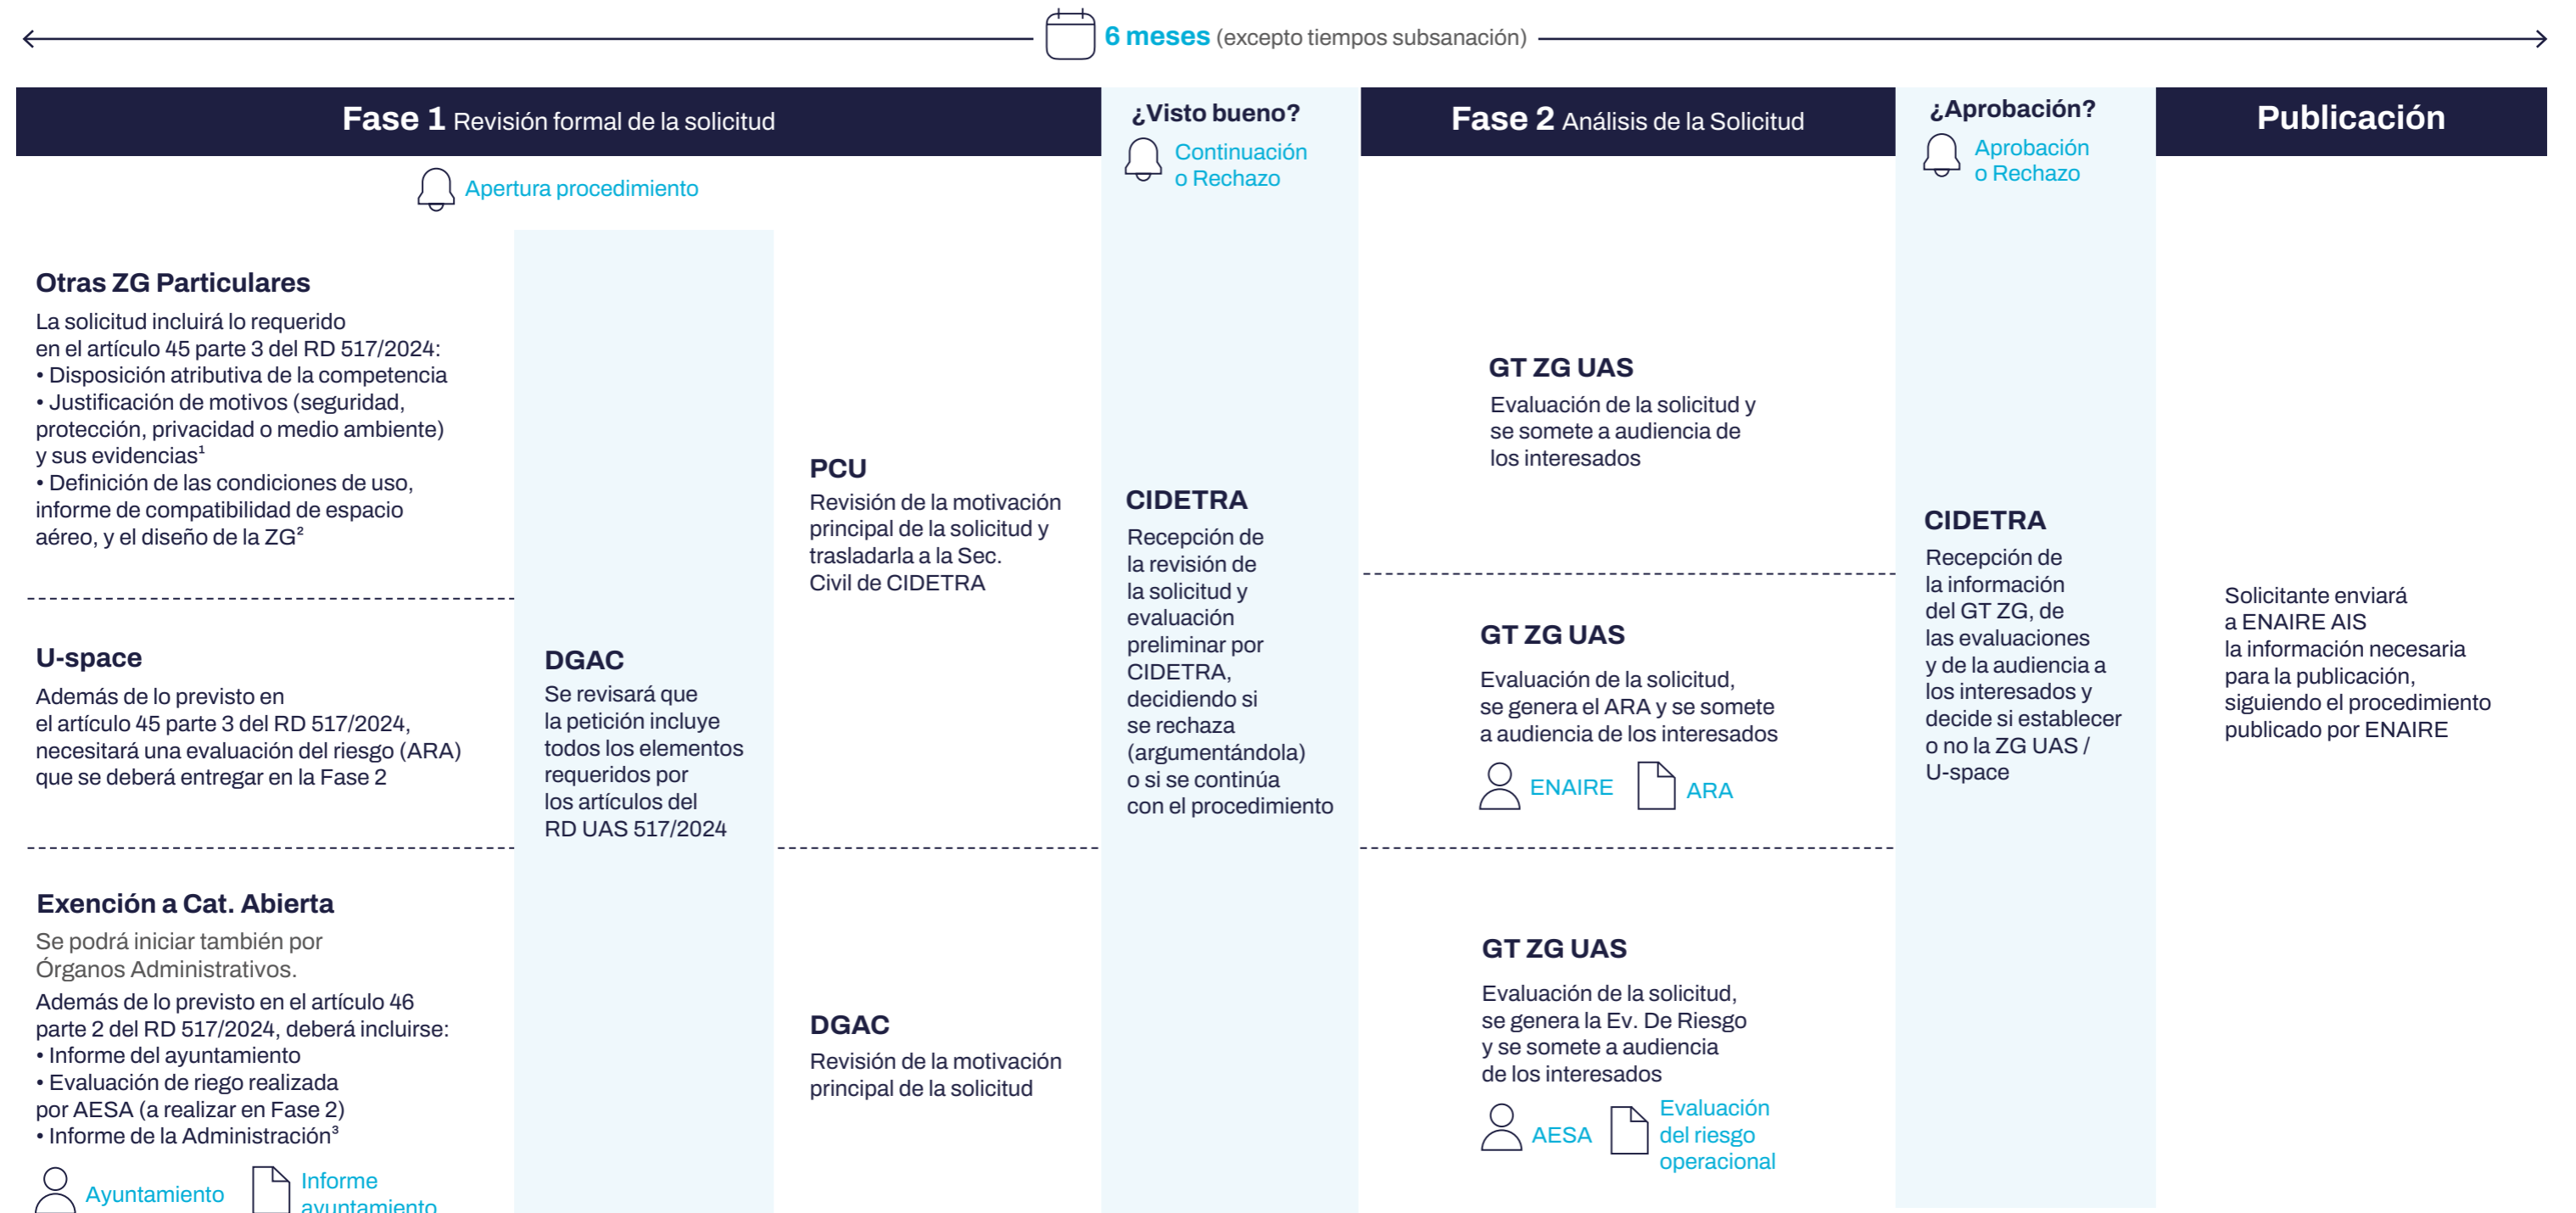 6 meses (excepto tiempos subsanación)
Fase 1 Revisión formal de la solicitud
Apertura procedimiento
Otras ZG Particulares
La solicitud incluirá lo requerido
en el artículo 45 parte 3 del RD 517/2024:
• Disposición atributiva de la competencia
• Justificación de motivos (seguridad,
protección, privacidad o medio ambiente)
y sus evidencias¹
• Definición de las condiciones de uso,
informe de compatibilidad de espacio
aéreo, y el diseño de la ZG²
U-space
Además de lo previsto en
el artículo 45 parte 3 del RD 517/2024,
necesitará una evaluación del riesgo (ARA)
que se deberá entregar en la Fase 2
Exención a Cat. Abierta
Se podrá iniciar también por
Órganos Administrativos.
Además de lo previsto en el artículo 46
parte 2 del RD 517/2024, deberá incluirse:
• Informe del ayuntamiento
• Evaluación de riego realizada
por AESA (a realizar en Fase 2)
• Informe de la Administración³
Ayuntamiento
Informe
ayuntamiento
DGAC
Se revisará que
la petición incluye
todos los elementos
requeridos por
los artículos del
RD UAS 517/2024
PCU
Revisión de la motivación
principal de la solicitud y
trasladarla a la Sec.
Civil de CIDETRA
DGAC
Revisión de la motivación
principal de la solicitud
¿Visto bueno?
Continuación
o Rechazo
CIDETRA
Recepción de
la revisión de
la solicitud y
evaluación
preliminar por
CIDETRA,
decidiendo si
se rechaza
(argumentándola)
o si se continúa
con el procedimiento
Fase 2 Análisis de la Solicitud
GT ZG UAS
Evaluación de la solicitud y
se somete a audiencia de
los interesados
GT ZG UAS
Evaluación de la solicitud,
se genera el ARA y se somete
a audiencia de los interesados
ENAIRE
ARA
GT ZG UAS
Evaluación de la solicitud,
se genera la Ev. De Riesgo
y se somete a audiencia
de los interesados
AESA
Evaluación
del riesgo
operacional
¿Aprobación?
Aprobación
o Rechazo
CIDETRA
Recepción de
la información
del GT ZG, de
las evaluaciones
y de la audiencia a
los interesados y
decide si establecer
o no la ZG UAS /
U-space
Publicación
Solicitante enviará
a ENAIRE AIS
la información necesaria
para la publicación,
siguiendo el procedimiento
publicado por ENAIRE